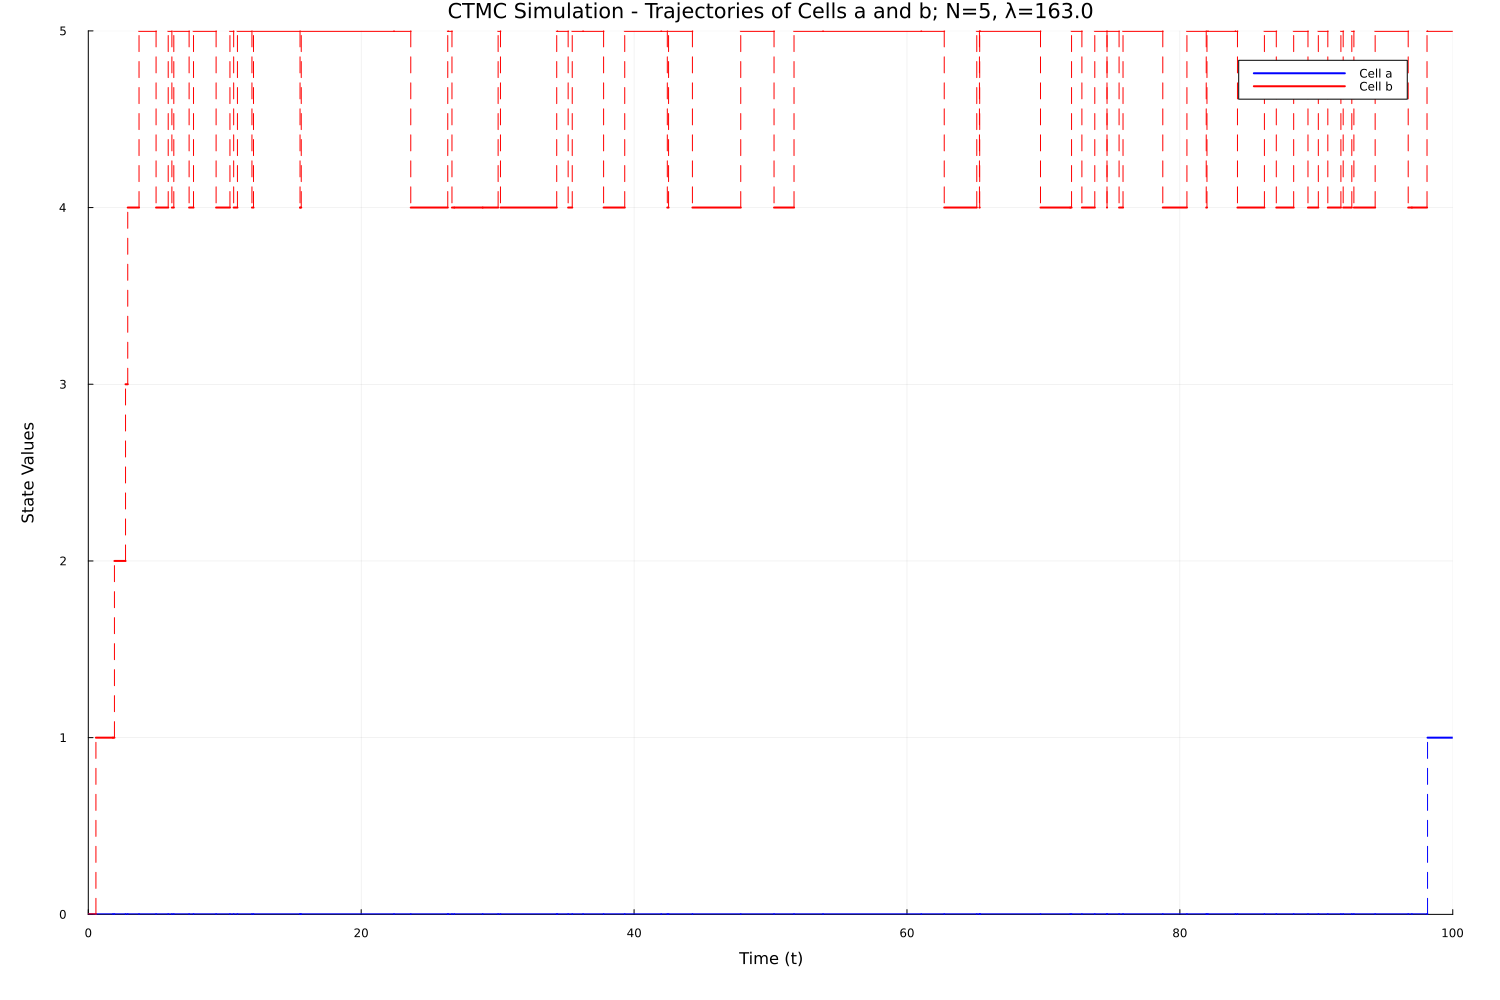 CTMC Simulation - Trajectories of Cells a and b; N=5, λ=163.0
5
Cell a
Cell b
4
3
State Values
2
1
0
0 20 40 60 80 100
Time (t)